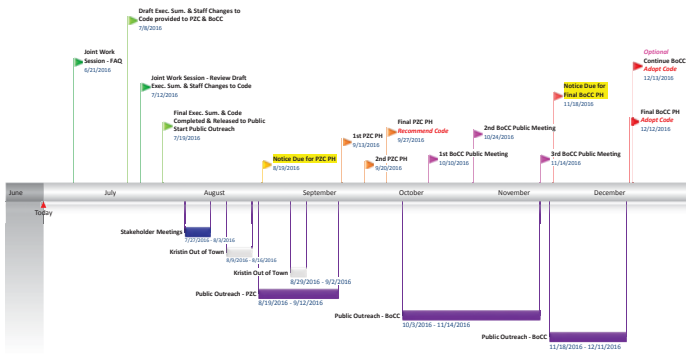 Draft Exec. Sum. & Staff Changes to
Code provided to PZC & BoCC
7/8/2016
Joint Work
Session - FAQ
6/21/2016
Joint Work Session - Review Draft
Exec. Sum. & Staff Changes to Code
7/12/2016
Final Exec. Sum. & Code
Completed & Released to Public
Start Public Outreach
7/19/2016
Notice Due for PZC PH
8/19/2016
1st PZC PH
9/13/2016
2nd PZC PH
9/20/2016
Final PZC PH
Recommend Code
9/27/2016
1st BoCC Public Meeting
10/10/2016
2nd BoCC Public Meeting
10/24/2016
3rd BoCC Public Meeting
11/14/2016
Notice Due for
Final BoCC PH
11/18/2016
Optional
Continue BoCC
Adopt Code
12/13/2016
Final BoCC PH
Adopt Code
12/12/2016
June July August September October November December
Today
Stakeholder Meetings
7/27/2016 - 8/3/2016
Kristin Out of Town
8/9/2016 - 8/16/2016
Kristin Out of Town
8/29/2016 - 9/2/2016
Public Outreach - PZC
8/19/2016 - 9/12/2016
Public Outreach - BoCC
10/3/2016 - 11/14/2016
Public Outreach - BoCC
11/18/2016 - 12/11/2016